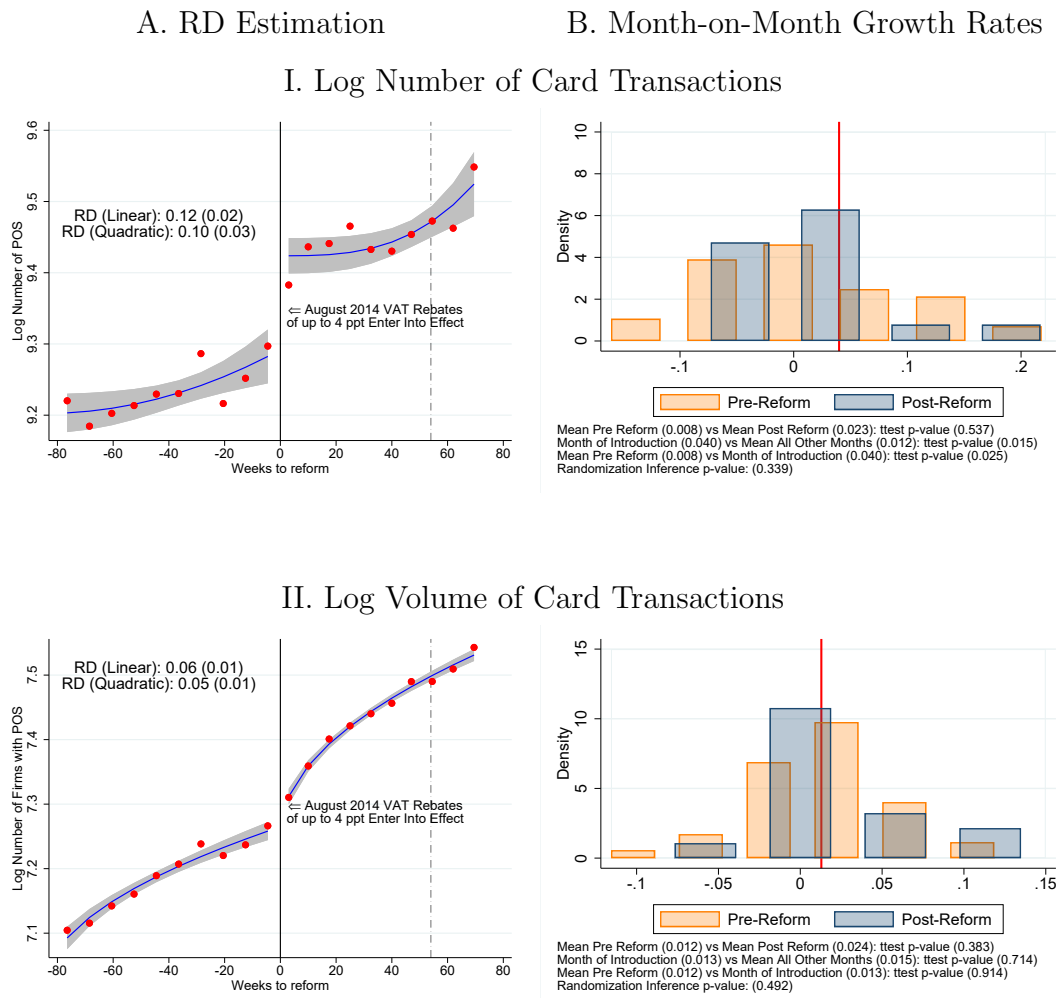 A. RD Estimation
B. Month-on-Month Growth Rates
I. Log Number of Card Transactions
Log Number of POS
9.6
9.5
9.4
9.3
9.2
RD (Linear): 0.12 (0.02)
RD (Quadratic): 0.10 (0.03)
⇐ August 2014 VAT Rebates
of up to 4 ppt Enter Into Effect
-80 -60 -40 -20 0 20 40 60 80
Weeks to reform
Density
10
8
6
4
2
0
-.1 0 .1 .2
Pre-Reform Post-Reform
Mean Pre Reform (0.008) vs Mean Post Reform (0.023): ttest p-value (0.537)
Month of Introduction (0.040) vs Mean All Other Months (0.012): ttest p-value (0.015)
Mean Pre Reform (0.008) vs Month of Introduction (0.040): ttest p-value (0.025)
Randomization Inference p-value: (0.339)
II. Log Volume of Card Transactions
Log Number of Firms with POS
7.5
7.4
7.3
7.2
7.1
RD (Linear): 0.06 (0.01)
RD (Quadratic): 0.05 (0.01)
⇐ August 2014 VAT Rebates
of up to 4 ppt Enter Into Effect
-80 -60 -40 -20 0 20 40 60 80
Weeks to reform
Density
15
10
5
0
-.1 -.05 0 .05 .1 .15
Pre-Reform Post-Reform
Mean Pre Reform (0.012) vs Mean Post Reform (0.024): ttest p-value (0.383)
Month of Introduction (0.013) vs Mean All Other Months (0.015): ttest p-value (0.714)
Mean Pre Reform (0.012) vs Month of Introduction (0.013): ttest p-value (0.914)
Randomization Inference p-value: (0.492)